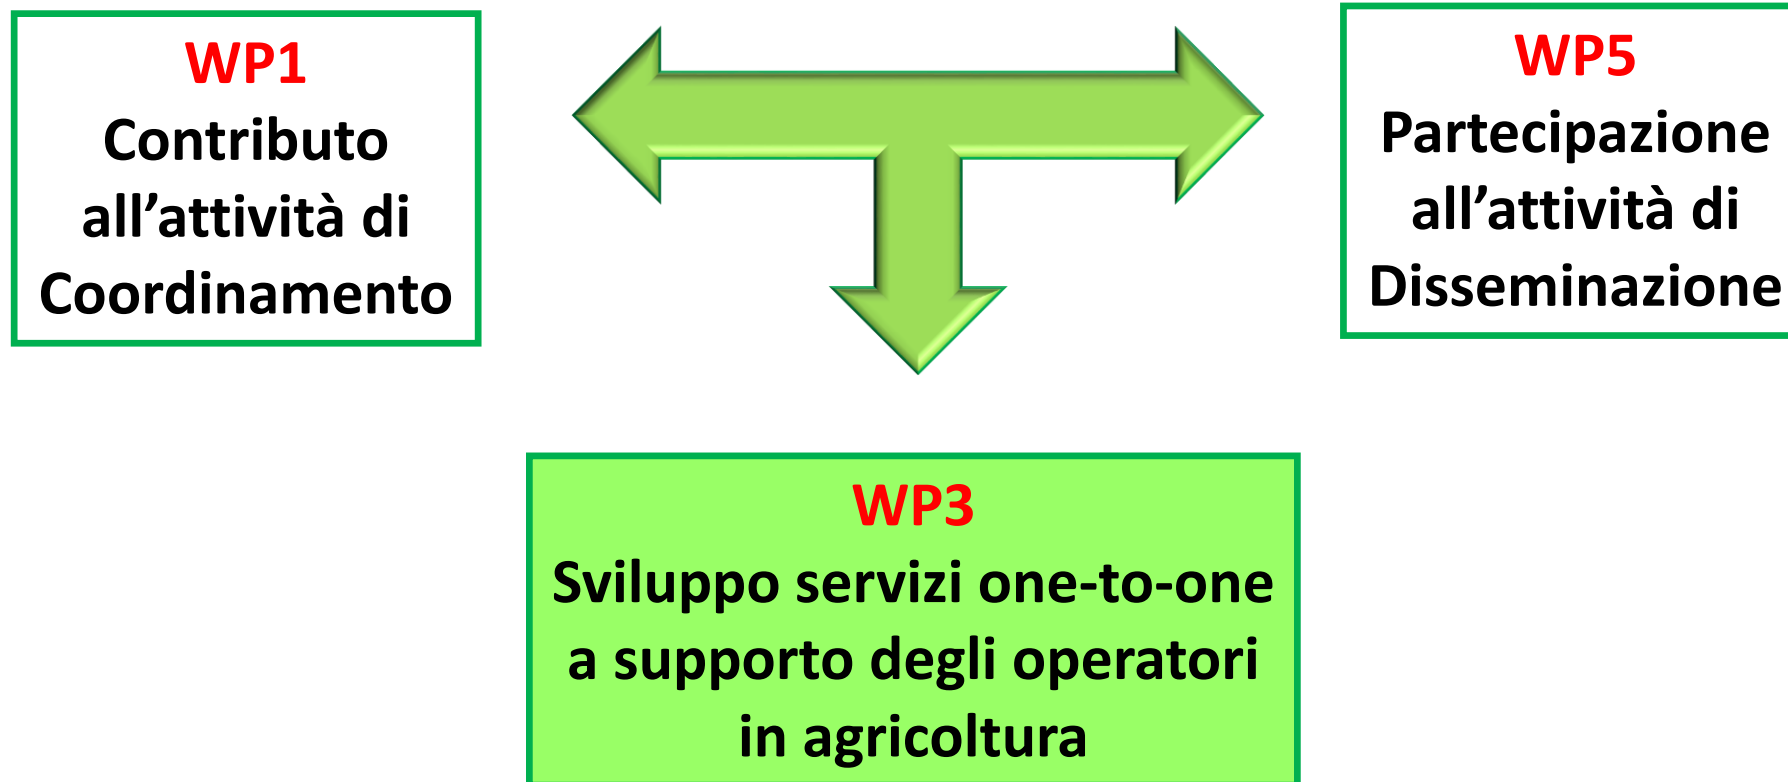 WP1
Contributo
all’attività di
Coordinamento
WP5
Partecipazione
all’attività di
Disseminazione
WP3
Sviluppo servizi one-to-one
a supporto degli operatori
in agricoltura